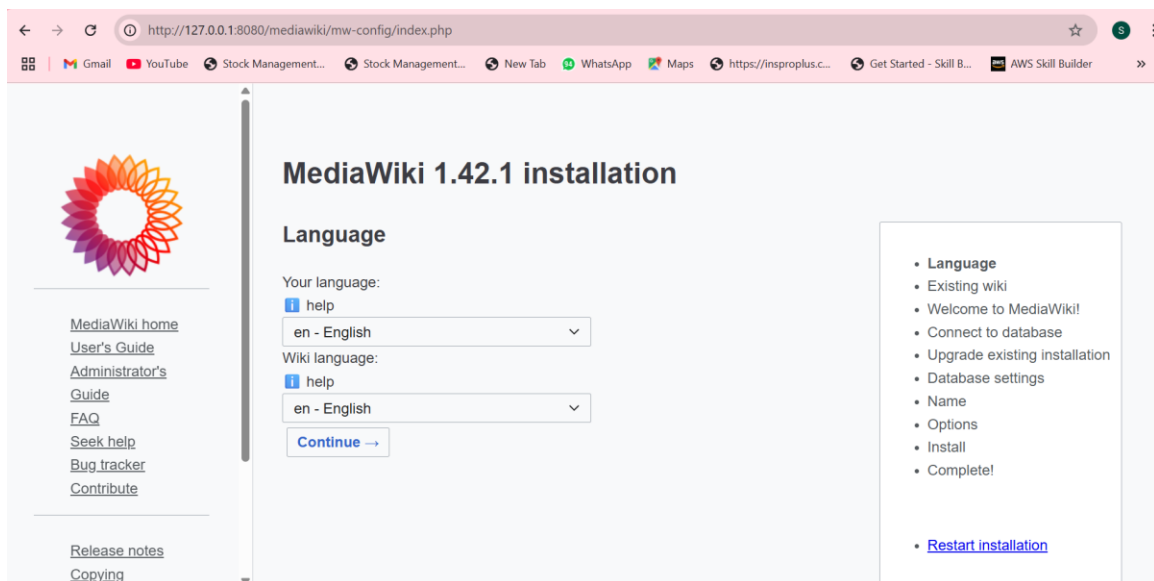 http://127.0.0.1:8080/mediawiki/mw-config/index.php
S
Gmail YouTube Stock Management... Stock Management... New Tab WhatsApp Maps https://insproplus.c... Get Started - Skill B... AWS Skill Builder »
MediaWiki home
User's Guide
Administrator's
Guide
FAQ
Seek help
Bug tracker
Contribute
Release notes
Copying
MediaWiki 1.42.1 installation
Language
Your language:
help
en - English
Wiki language:
help
en - English
Continue →
Language
Existing wiki
Welcome to MediaWiki!
Connect to database
Upgrade existing installation
Database settings
Name
Options
Install
Complete!
Restart installation